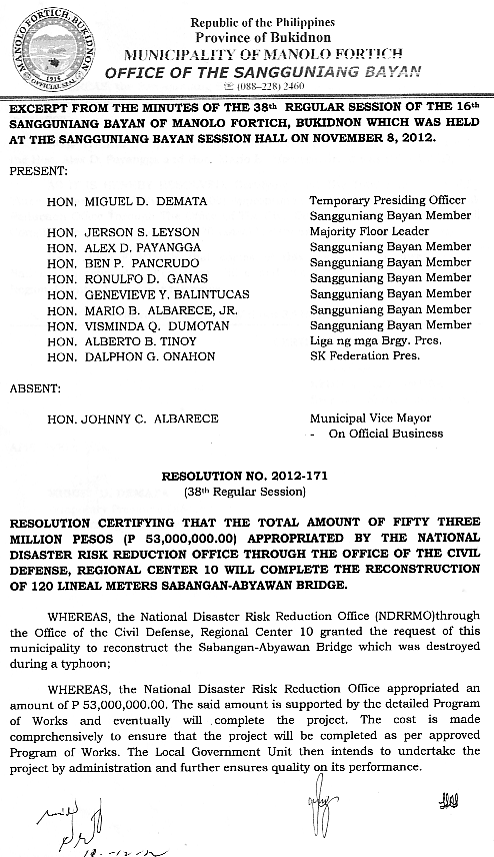 Republic of the Philippines
Province of Bukidnon
MUNICIPALITY OF MANOLO FORTICH
OFFICE OF THE SANGGUNIANG BAYAN
☏ (088-228) 2460
MANOLO FORTICH, BUKIDNON
OFFICIAL SEAL
EXCERPT FROM THE MINUTES OF THE 38th REGULAR SESSION OF THE 16th
SANGGUNIANG BAYAN OF MANOLO FORTICH, BUKIDNON WHICH WAS HELD
AT THE SANGGUNIANG BAYAN SESSION HALL ON NOVEMBER 8, 2012.
PRESENT:
HON. MIGUEL D. DEMATA Temporary Presiding Officer
Sangguniang Bayan Member
HON. JERSON S. LEYSON Majority Floor Leader
HON. ALEX D. PAYANGGA Sangguniang Bayan Member
HON. BEN P. PANCRUDO Sangguniang Bayan Member
HON. RONULFO D. GANAS Sangguniang Bayan Member
HON. GENEVIEVE Y. BALINTUCAS Sangguniang Bayan Member
HON. MARIO B. ALBARECE, JR. Sangguniang Bayan Member
HON. VISMINDA Q. DUMOTAN Sangguniang Bayan Member
HON. ALBERTO B. TINOY Liga ng mga Brgy. Pres.
HON. DALPHON G. ONAHON SK Federation Pres.
ABSENT:
HON. JOHNNY C. ALBARECE Municipal Vice Mayor
- On Official Business
RESOLUTION NO. 2012-171
(38th Regular Session)
RESOLUTION CERTIFYING THAT THE TOTAL AMOUNT OF FIFTY THREE
MILLION PESOS (P 53,000,000.00) APPROPRIATED BY THE NATIONAL
DISASTER RISK REDUCTION OFFICE THROUGH THE OFFICE OF THE CIVIL
DEFENSE, REGIONAL CENTER 10 WILL COMPLETE THE RECONSTRUCTION
OF 120 LINEAL METERS SABANGAN-ABYAWAN BRIDGE.
WHEREAS, the National Disaster Risk Reduction Office (NDRRMO)through
the Office of the Civil Defense, Regional Center 10 granted the request of this
municipality to reconstruct the Sabangan-Abyawan Bridge which was destroyed
during a typhoon;
WHEREAS, the National Disaster Risk Reduction Office appropriated an
amount of P 53,000,000.00. The said amount is supported by the detailed Program
of Works and eventually will complete the project. The cost is made
comprehensively to ensure that the project will be completed as per approved
Program of Works. The Local Government Unit then intends to undertake the
project by administration and further ensures quality on its performance.